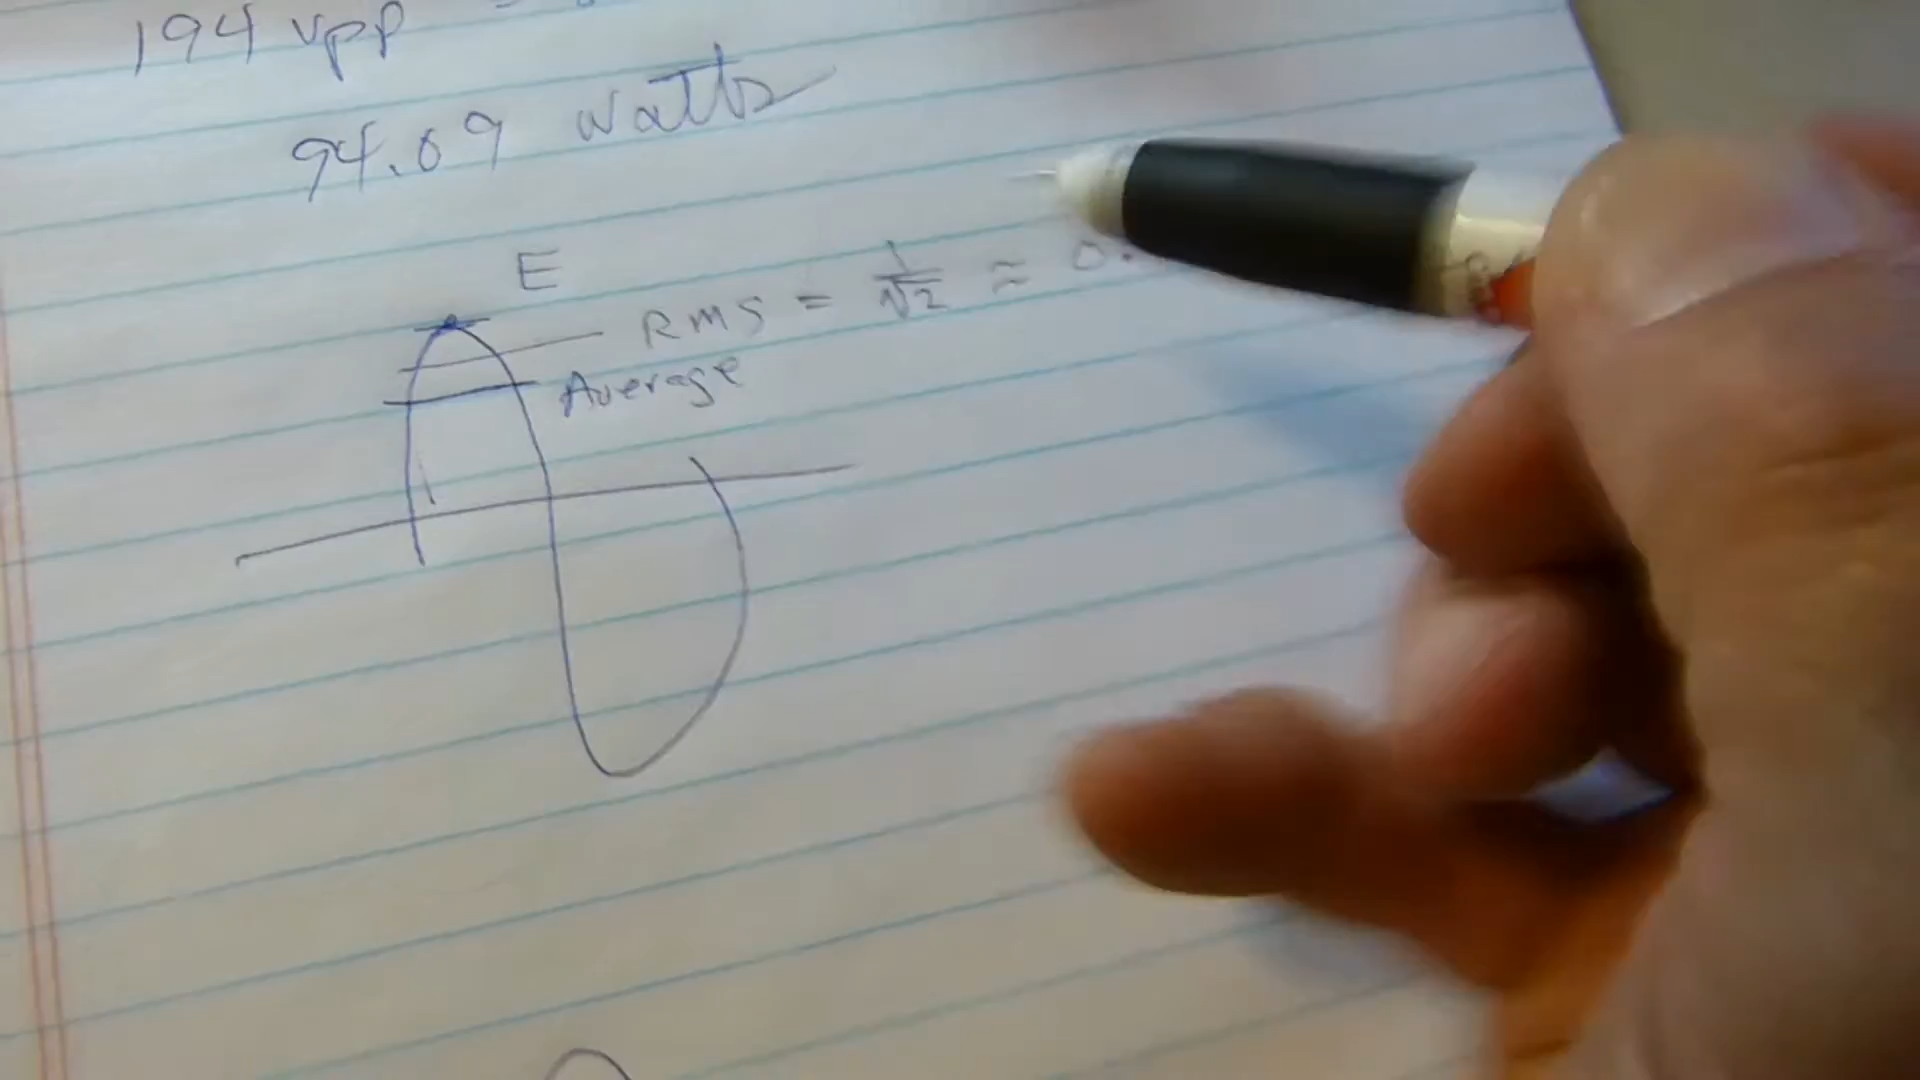 194 vpp
94.09 watts
E
RMS = 1/√2 ≈ 0.
Average